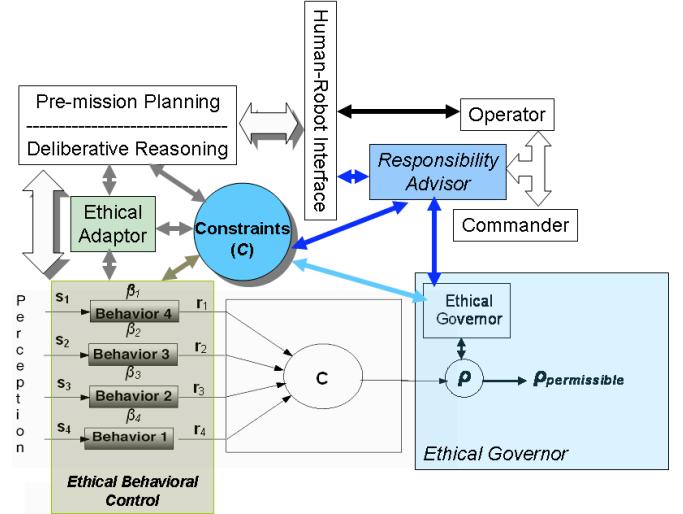 Pre-mission Planning
Deliberative Reasoning
Human-Robot Interface
Operator
Responsibility
Advisor
Commander
Ethical
Adaptor
Constraints
(C)
Perception
s1
β1
Behavior 4
r1
s2
β2
Behavior 3
r2
s3
β3
Behavior 2
r3
s4
β4
Behavior 1
r4
Ethical Behavioral
Control
C
Ethical
Governor
ρ
ρpermissible
Ethical Governor